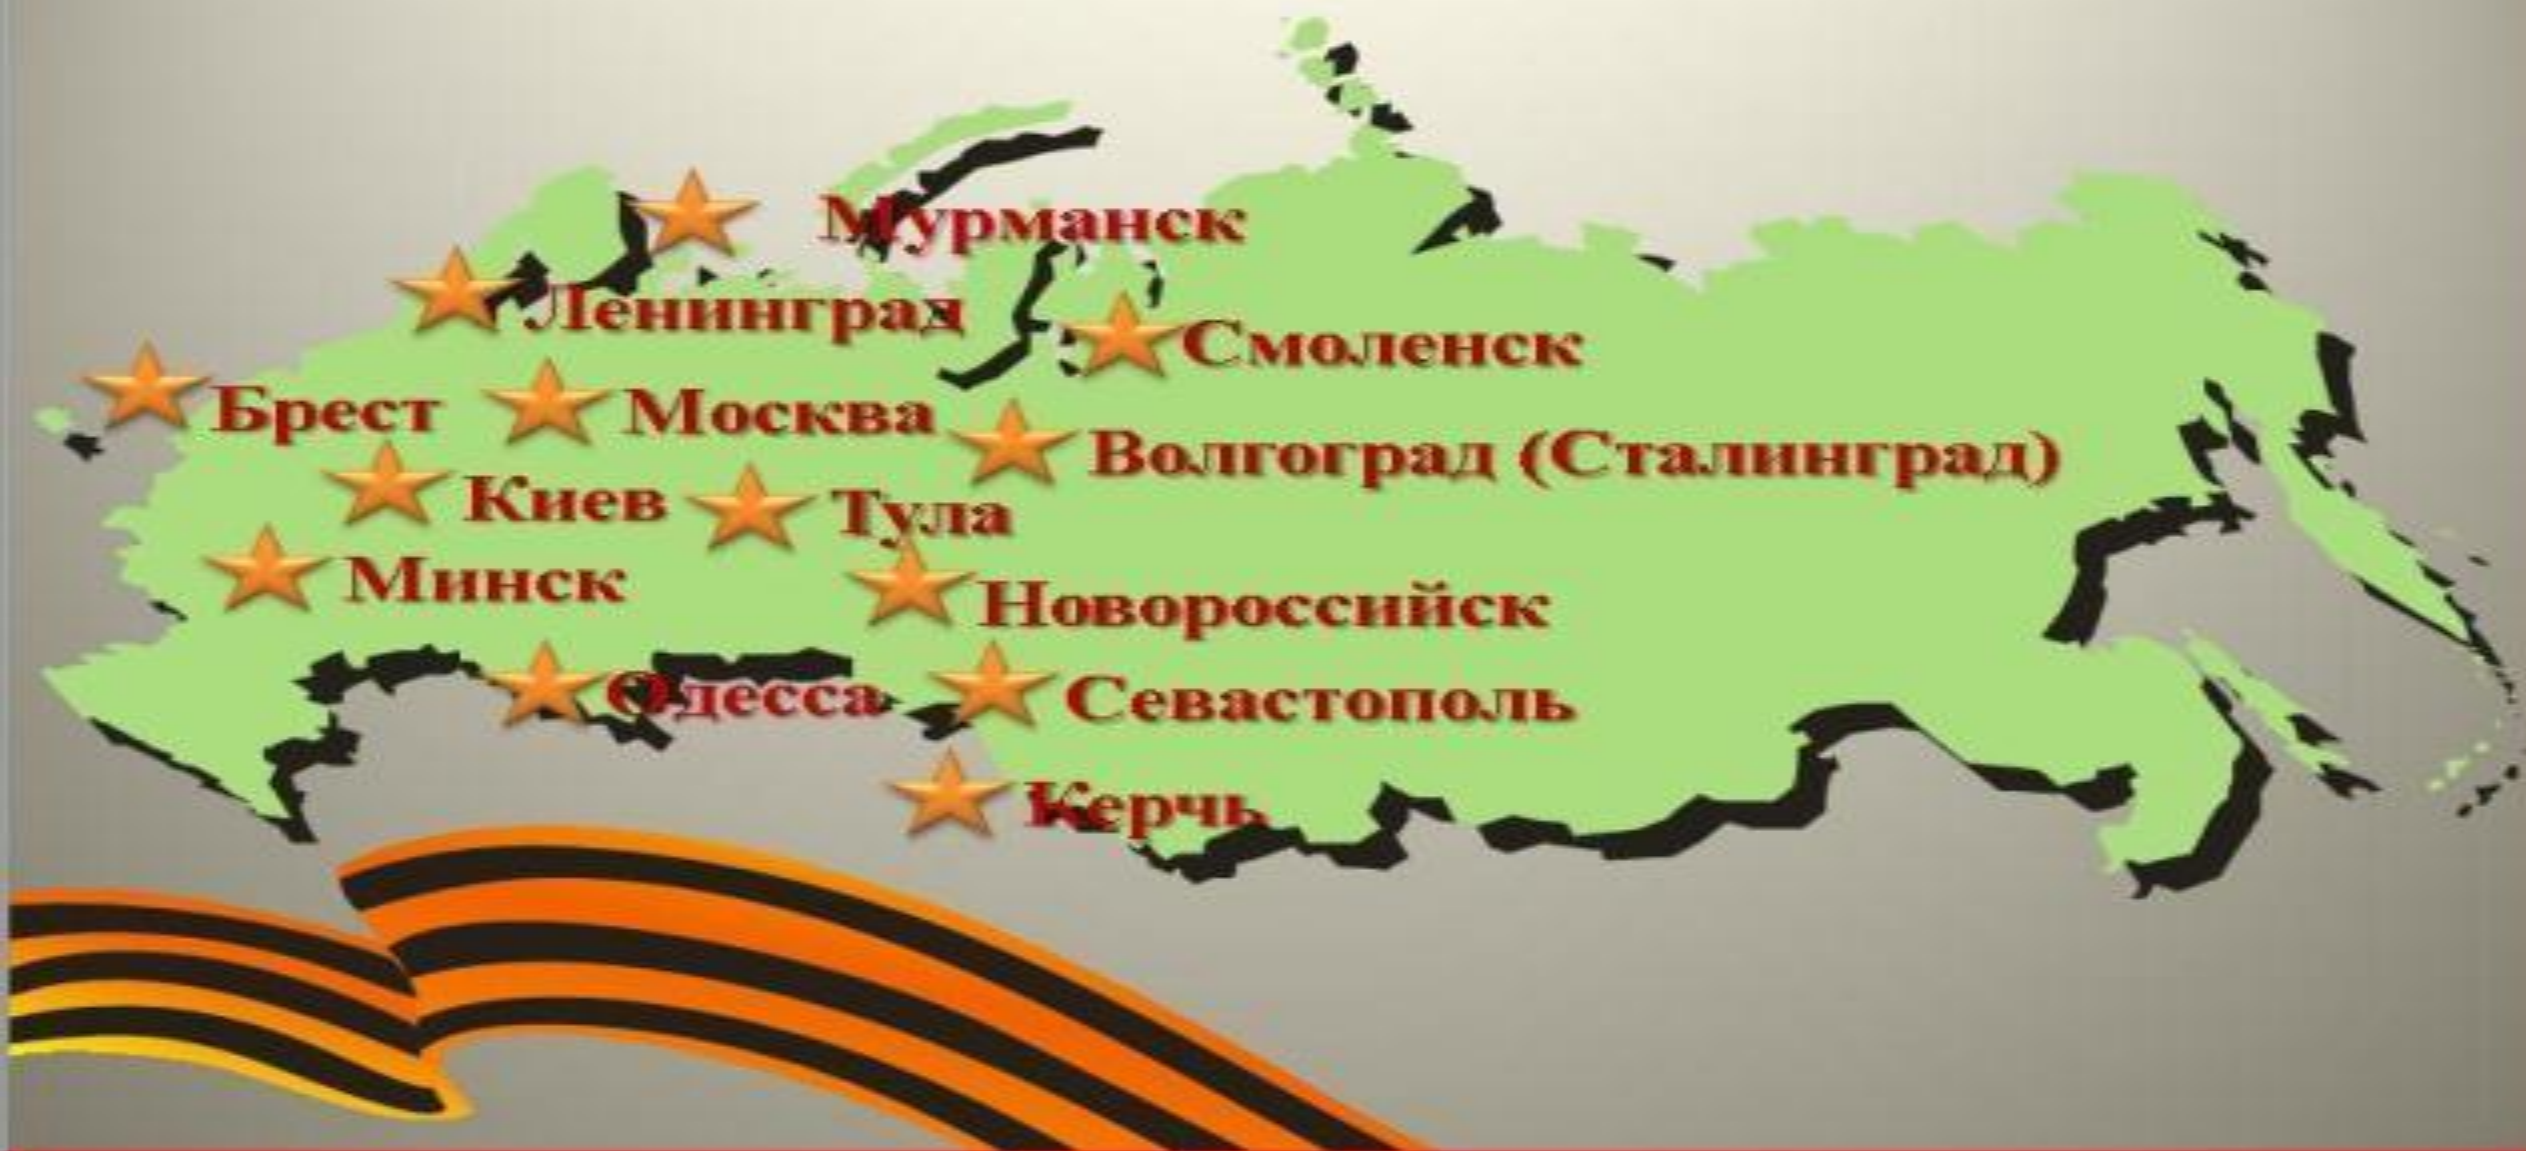 Мурманск
Ленинград
Смоленск
Брест
Москва
Волгоград (Сталинград)
Киев
Тула
Минск
Новороссийск
Одесса
Севастополь
Керчь